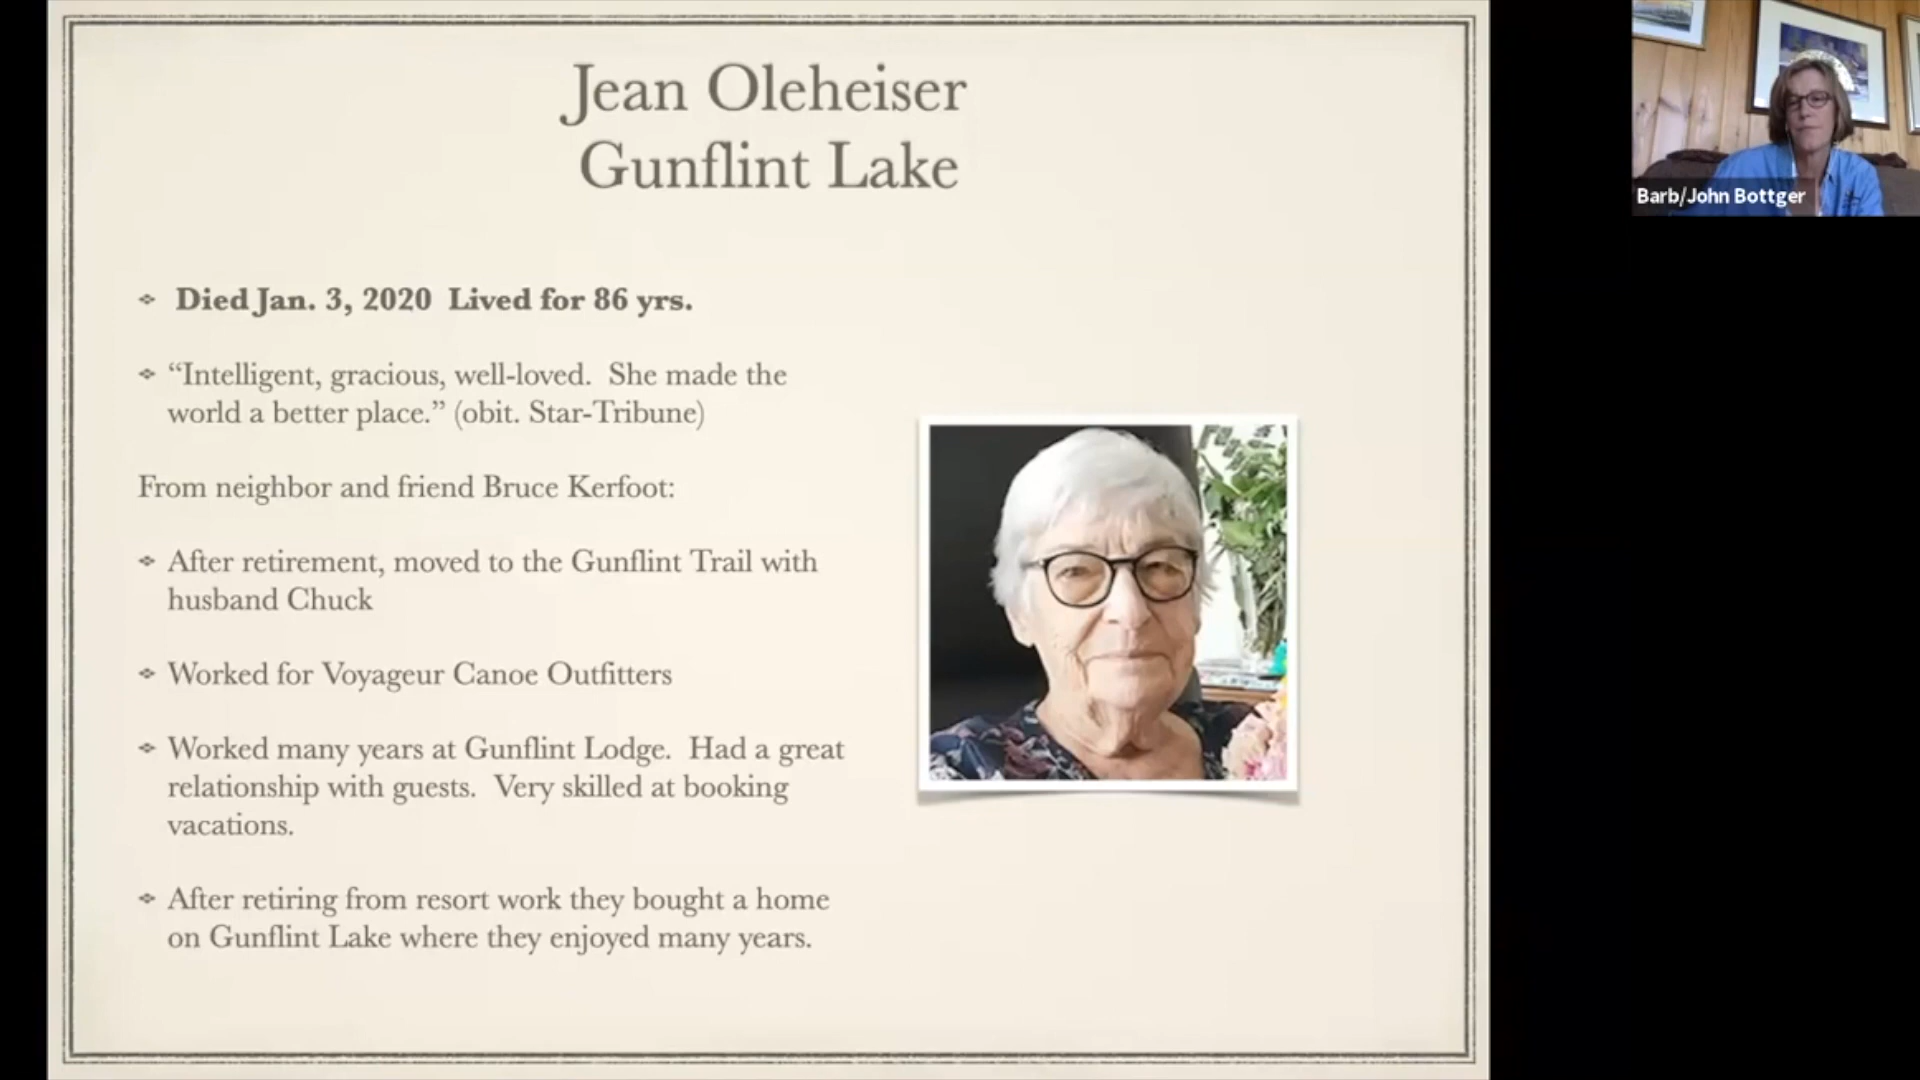 Jean Oleheiser
Gunflint Lake
Died Jan. 3, 2020 Lived for 86 yrs.
“Intelligent, gracious, well-loved. She made the
world a better place.” (obit. Star-Tribune)
From neighbor and friend Bruce Kerfoot:
After retirement, moved to the Gunflint Trail with
husband Chuck
Worked for Voyageur Canoe Outfitters
Worked many years at Gunflint Lodge. Had a great
relationship with guests. Very skilled at booking
vacations.
After retiring from resort work they bought a home
on Gunflint Lake where they enjoyed many years.
Barb/John Bottger